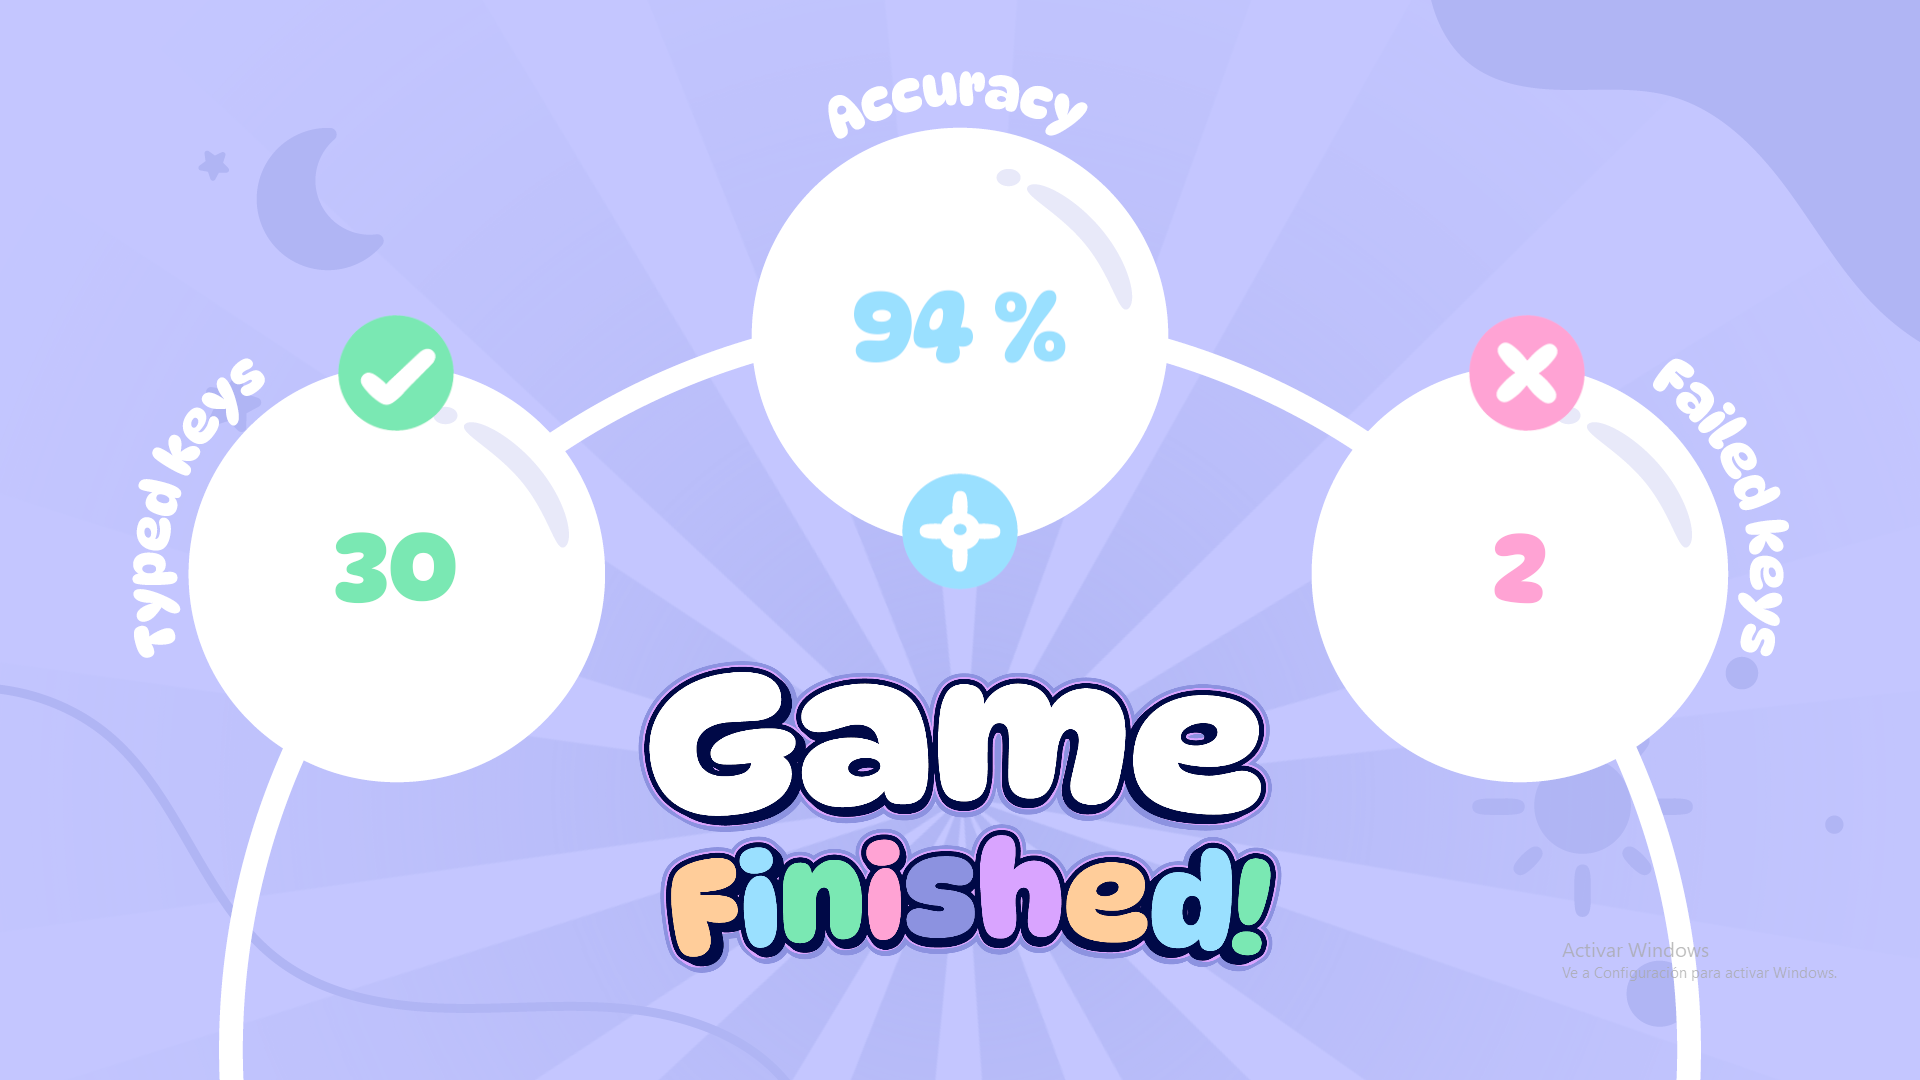 Accuracy
94 %
Typed keys
30
Failed keys
2
Game
Finished!
Activar Windows
Ve a Configuración para activar Windows.